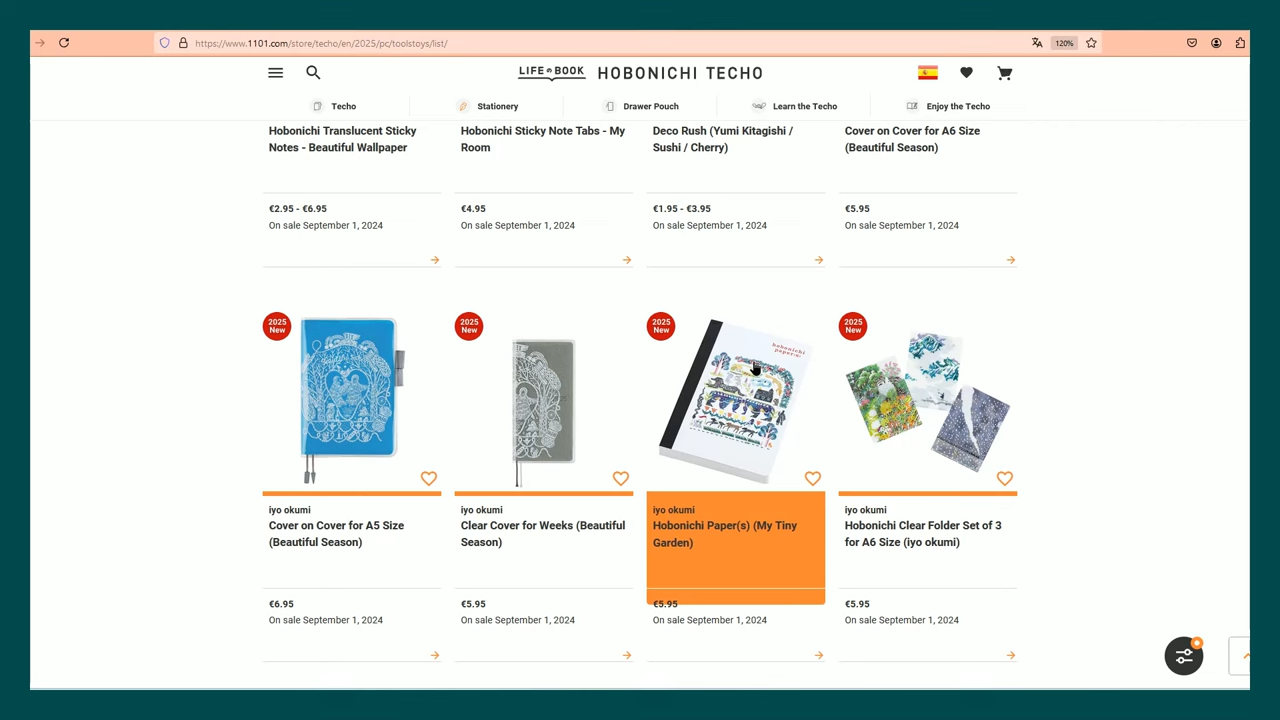 https://www.1101.com/store/techo/en/2025/pc/toolstoys/list/
120%
LIFE BOOK HOBONICHI TECHO
Techo
Stationery
Drawer Pouch
Learn the Techo
Enjoy the Techo
Hobonichi Translucent Sticky
Notes - Beautiful Wallpaper
€2.95 - €6.95
On sale September 1, 2024
Hobonichi Sticky Note Tabs - My
Room
€4.95
On sale September 1, 2024
Deco Rush (Yumi Kitagishi /
Sushi / Cherry)
€1.95 - €3.95
On sale September 1, 2024
Cover on Cover for A6 Size
(Beautiful Season)
€5.95
On sale September 1, 2024
2025
New
iyo okumi
Cover on Cover for A5 Size
(Beautiful Season)
€6.95
On sale September 1, 2024
2025
New
iyo okumi
Clear Cover for Weeks (Beautiful
Season)
€5.95
On sale September 1, 2024
2025
New
hobonichi
paper(s)
iyo okumi
Hobonichi Paper(s) (My Tiny
Garden)
€5.95
On sale September 1, 2024
2025
New
iyo okumi
Hobonichi Clear Folder Set of 3
for A6 Size (iyo okumi)
€5.95
On sale September 1, 2024